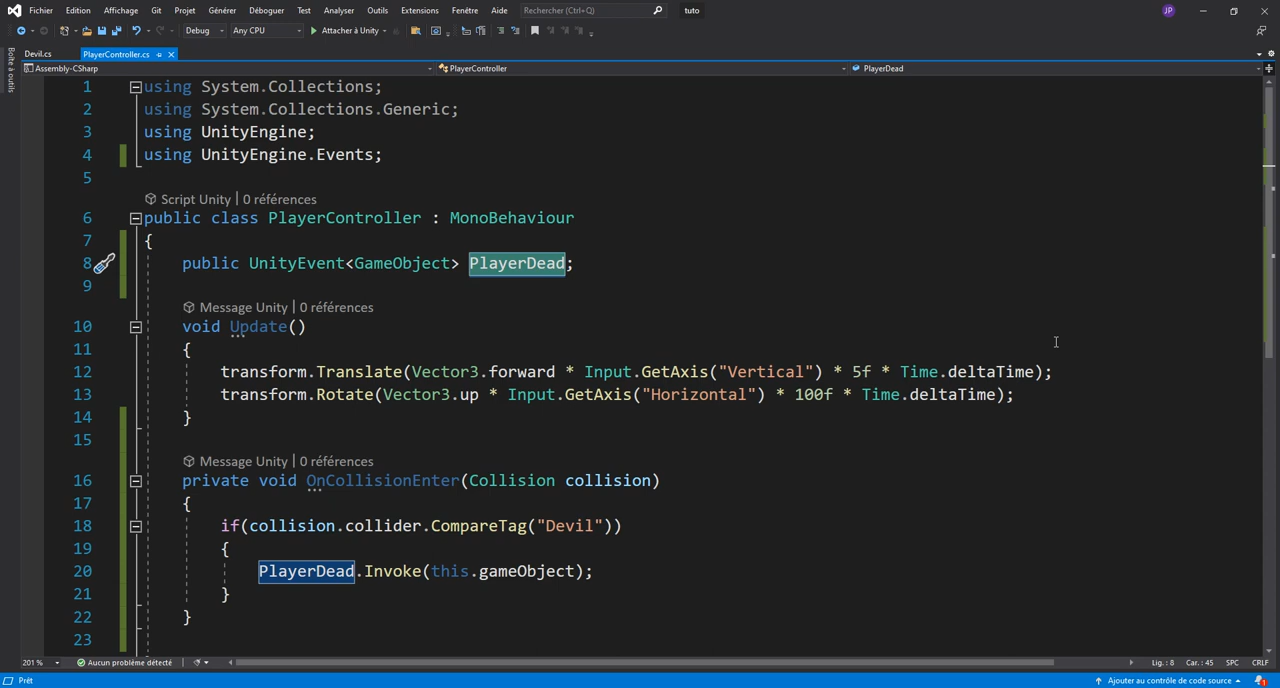 Fichier Edition Affichage Git Projet Générer Déboguer Test Analyser Outils Extensions Fenêtre Aide Rechercher (Ctrl+Q) tuto JP
Debug Any CPU Attacher à Unity
Boîte à outils
Devil.cs PlayerController.cs
Assembly-CSharp PlayerController PlayerDead
1 using System.Collections;
2 using System.Collections.Generic;
3 using UnityEngine;
4 using UnityEngine.Events;
5
Script Unity | 0 références
6 public class PlayerController : MonoBehaviour
7 {
8 public UnityEvent<GameObject> PlayerDead;
9
Message Unity | 0 références
10 void Update()
11 {
12 transform.Translate(Vector3.forward * Input.GetAxis("Vertical") * 5f * Time.deltaTime);
13 transform.Rotate(Vector3.up * Input.GetAxis("Horizontal") * 100f * Time.deltaTime);
14 }
15
Message Unity | 0 références
16 private void OnCollisionEnter(Collision collision)
17 {
18 if(collision.collider.CompareTag("Devil"))
19 {
20 PlayerDead.Invoke(this.gameObject);
21 }
22 }
23
201 % Aucun problème détecté Lig.: 8 Car.: 45 SPC CRLF
Prêt Ajouter au contrôle de code source 1